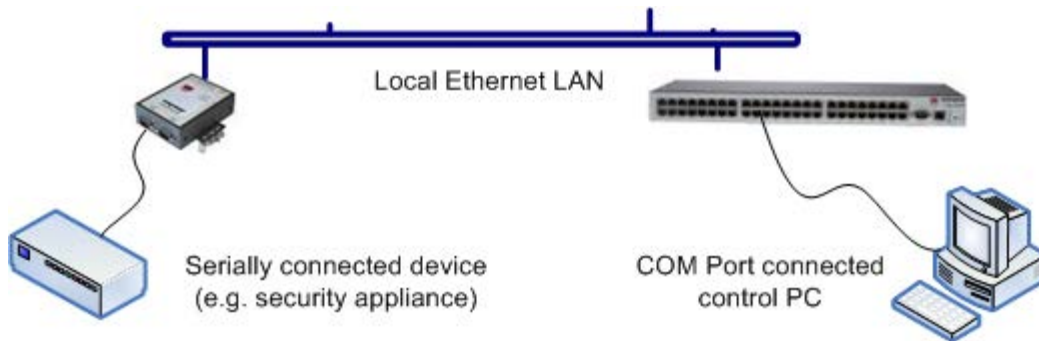 Local Ethernet LAN
Serially connected device
(e.g. security appliance)
COM Port connected
control PC